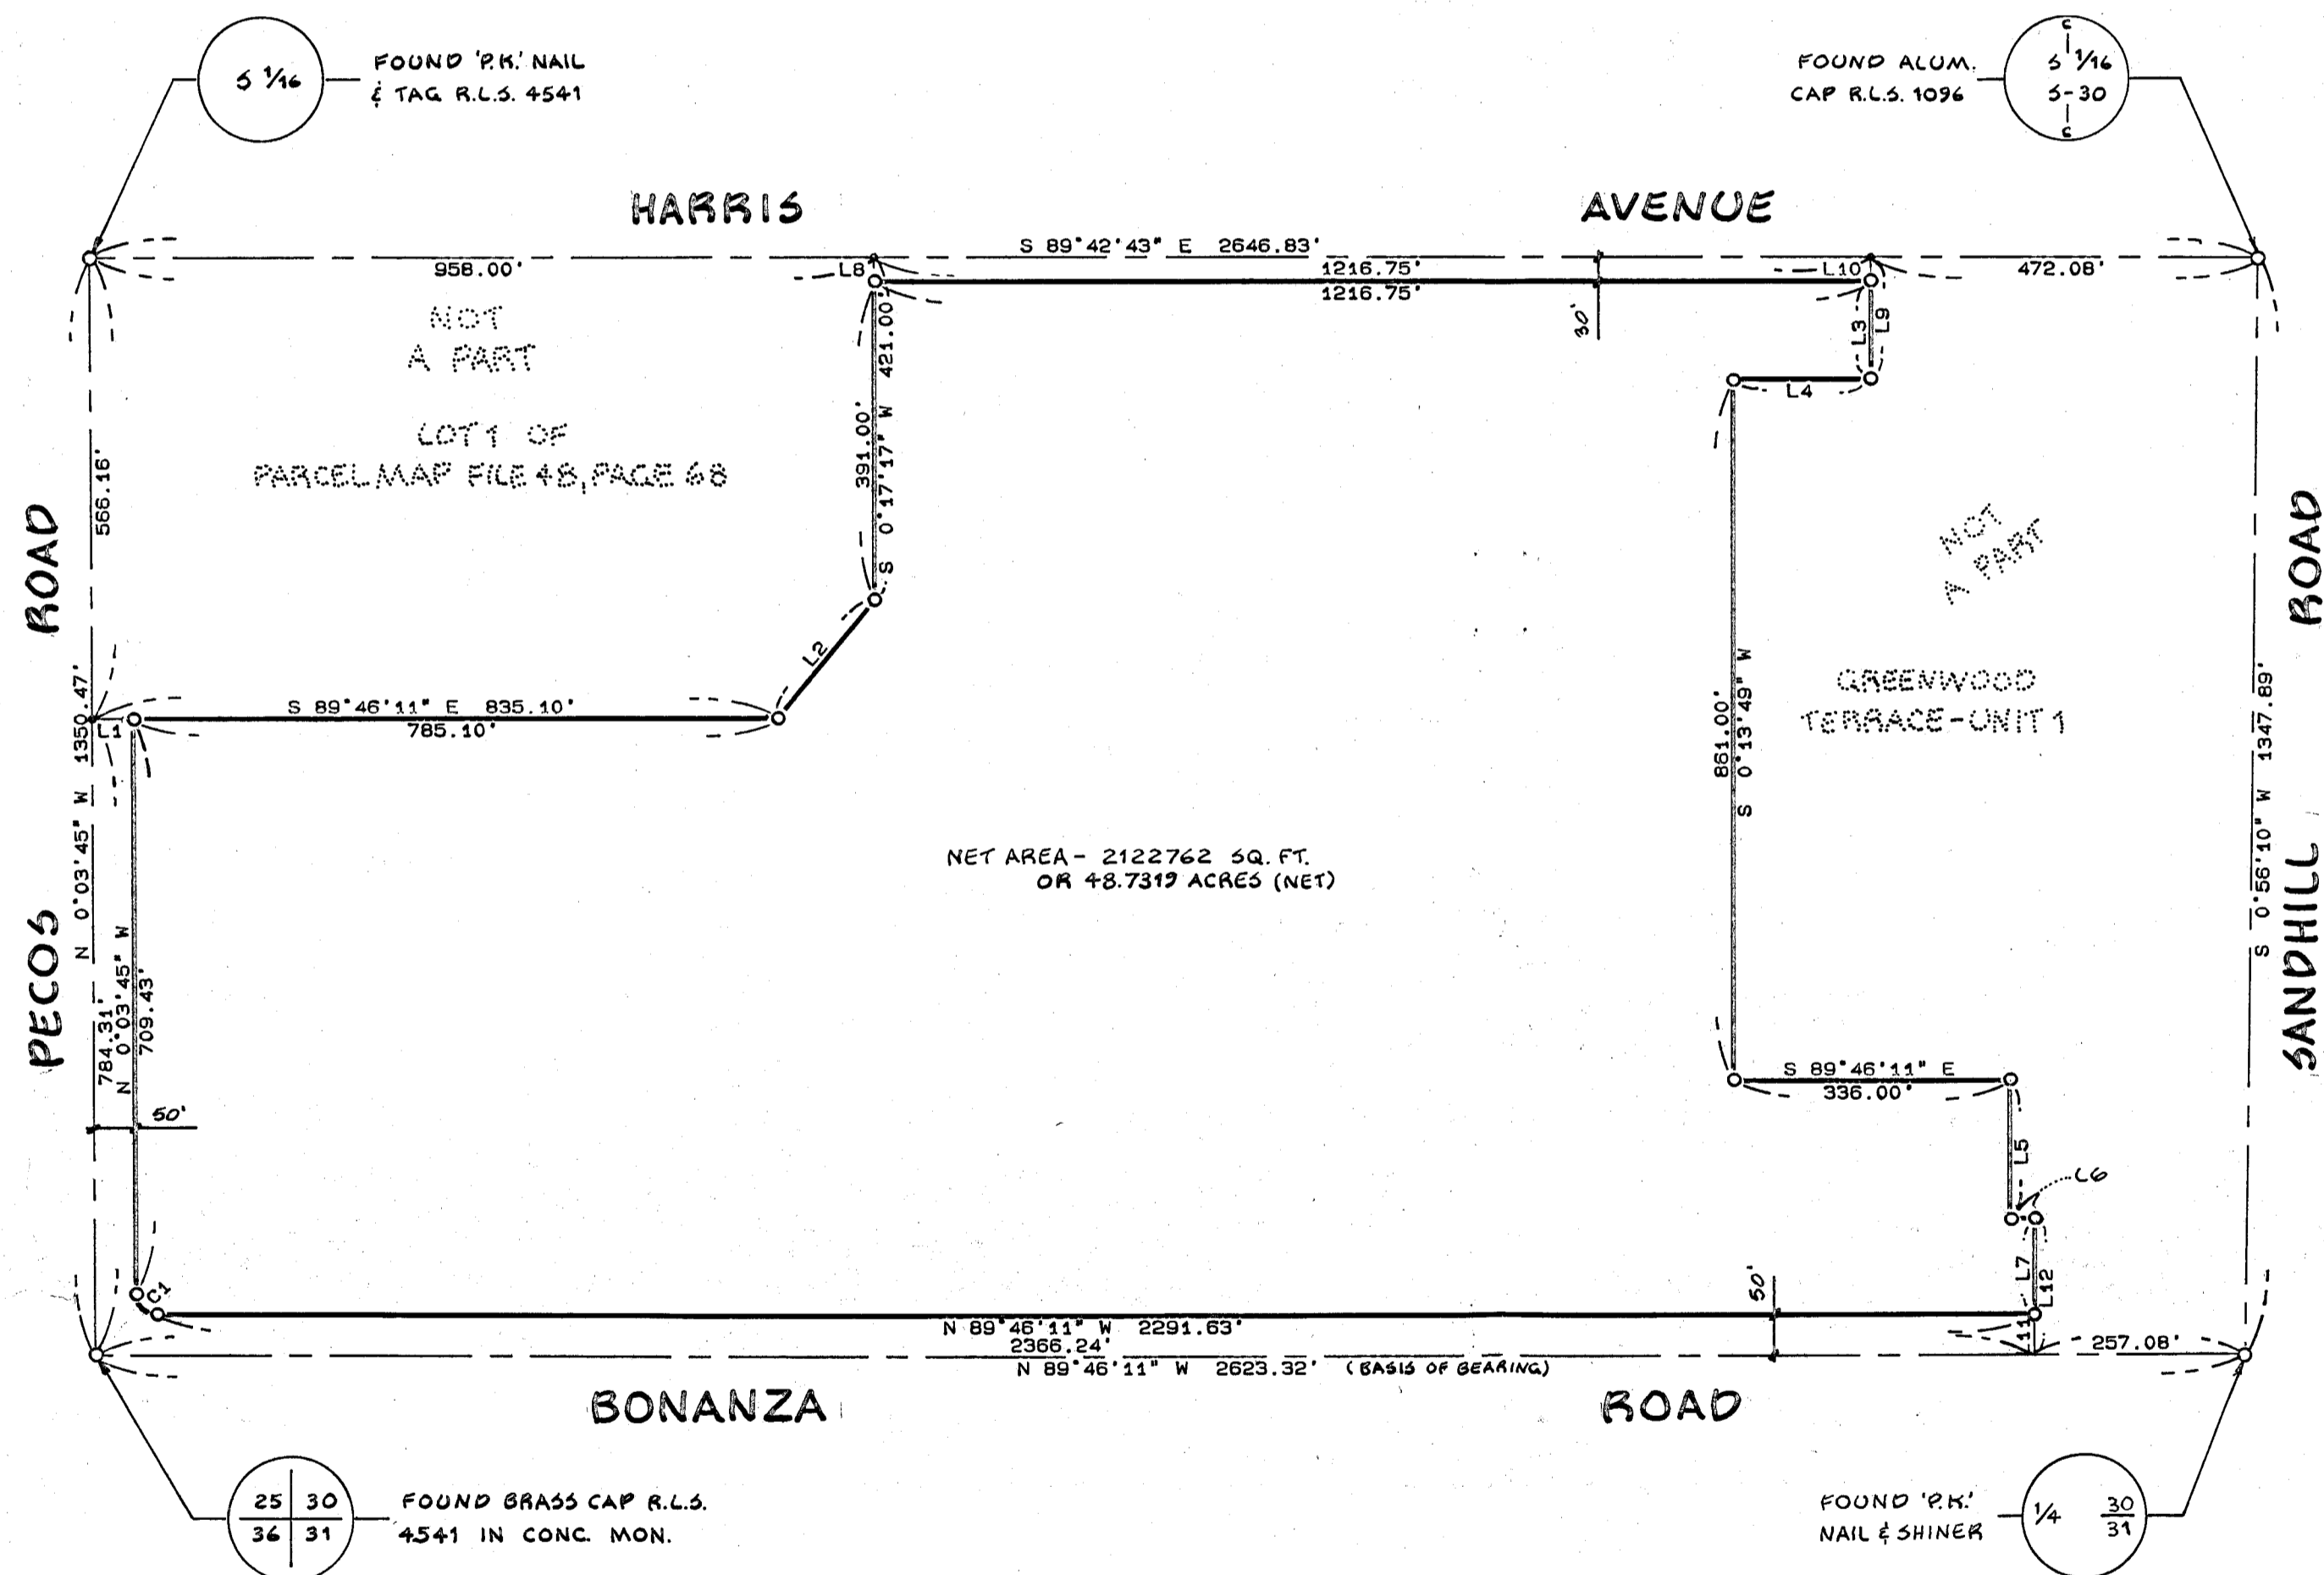 S 1/16
FOUND 'P.K.' NAIL
& TAG R.L.S. 4541
FOUND ALUM.
CAP R.L.S. 1096
C
S 1/16
S-30
C
HARRIS AVENUE
S 89°42'43" E 2646.83'
958.00'
L8
1216.75'
L10
472.08'
1216.75'
30'
NOT
A PART
LOT 1 OF
PARCEL MAP FILE 48, PAGE 68
421.00'
391.00'
S 0°17'17" W
L3
L9
L4
566.16'
PECOS ROAD
N 0°03'45" W 1350.47'
L1
S 89°46'11" E 835.10'
785.10'
L2
NOT
A PART
GREENWOOD
TERRACE-UNIT 1
861.00'
S 0°13'49" W
SANDHILL ROAD
S 0°56'10" W 1347.89'
NET AREA - 2122762 SQ. FT.
OR 48.7319 ACRES (NET)
784.31'
N 0°03'45" W
709.43'
50'
S 89°46'11" E
336.00'
L5
L6
L7
L12
C1
50'
N 89°46'11" W 2291.63'
2366.24'
11
257.08'
N 89°46'11" W 2623.32' (BASIS OF BEARING)
BONANZA ROAD
25 30
36 31
FOUND BRASS CAP R.L.S.
4541 IN CONC. MON.
FOUND 'P.K.'
NAIL & SHINER
1/4 30
31